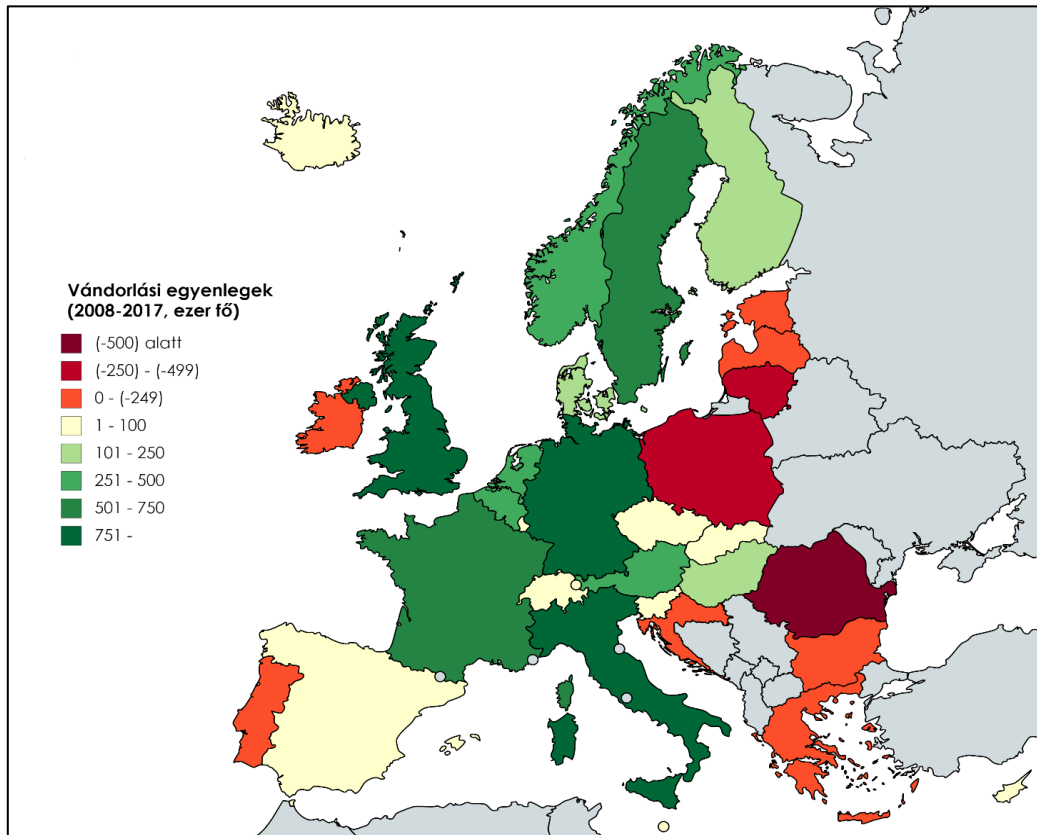 Vándorlási egyenlegek
(2008-2017, ezer fő)
(-500) alatt
(-250) - (-499)
0 - (-249)
1 - 100
101 - 250
251 - 500
501 - 750
751 -